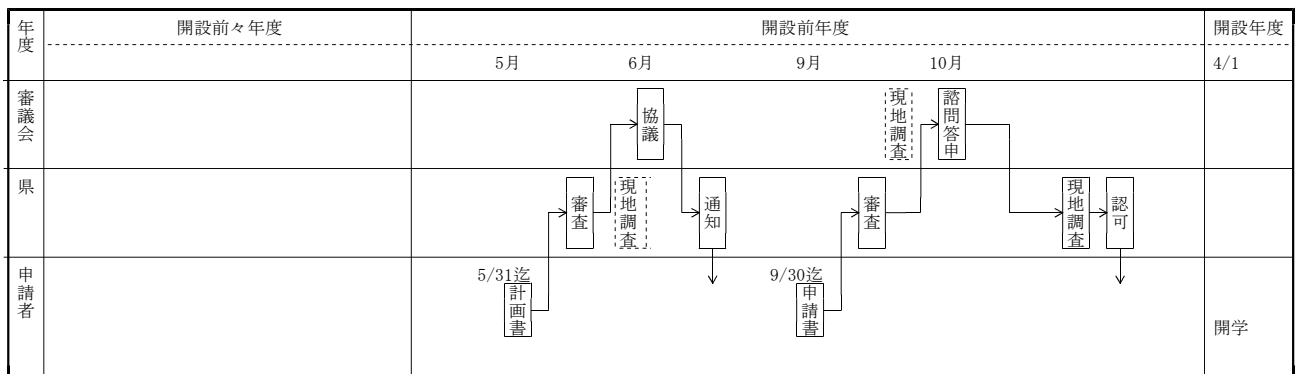 年度
開設前々年度
開設前年度
開設年度
5月
6月
9月
10月
4/1
審議会
協議
現地調査
諮問答申
県
審査
現地調査
通知
審査
現地調査
認可
申請者
5/31迄
計画書
9/30迄
申請書
開学